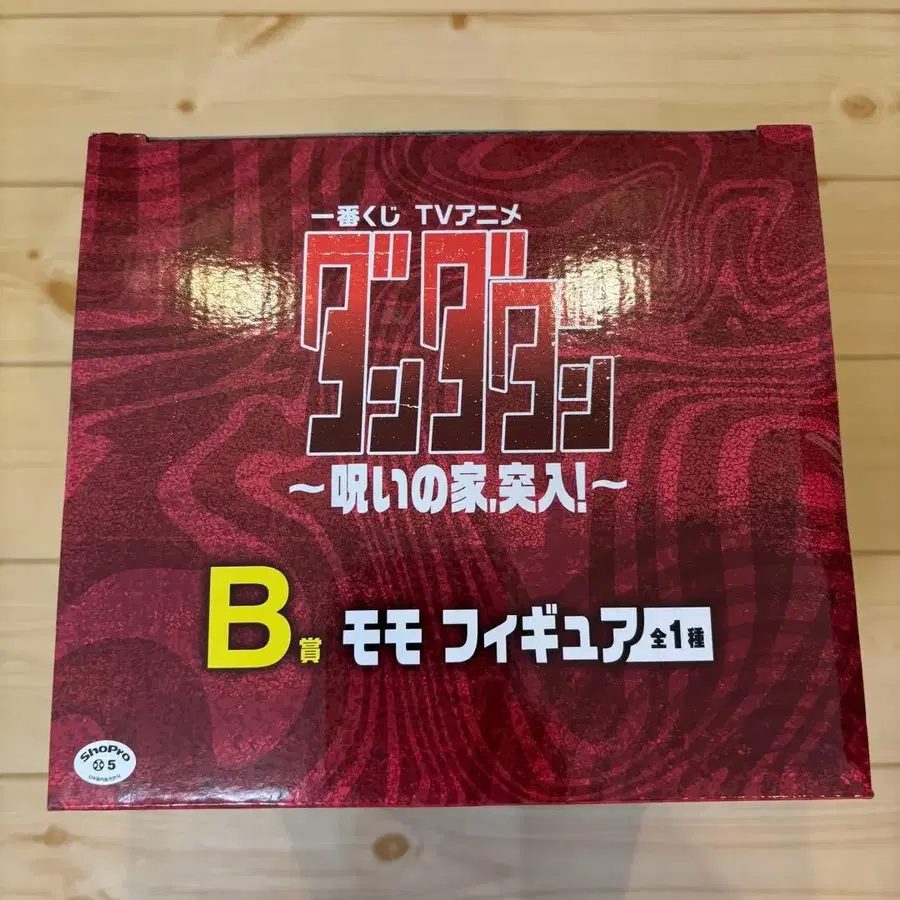 一番くじ TVアニメ
ダンダダン
～呪いの家、突入!～
B賞 モモ フィギュア 全1種
ShoPro
5